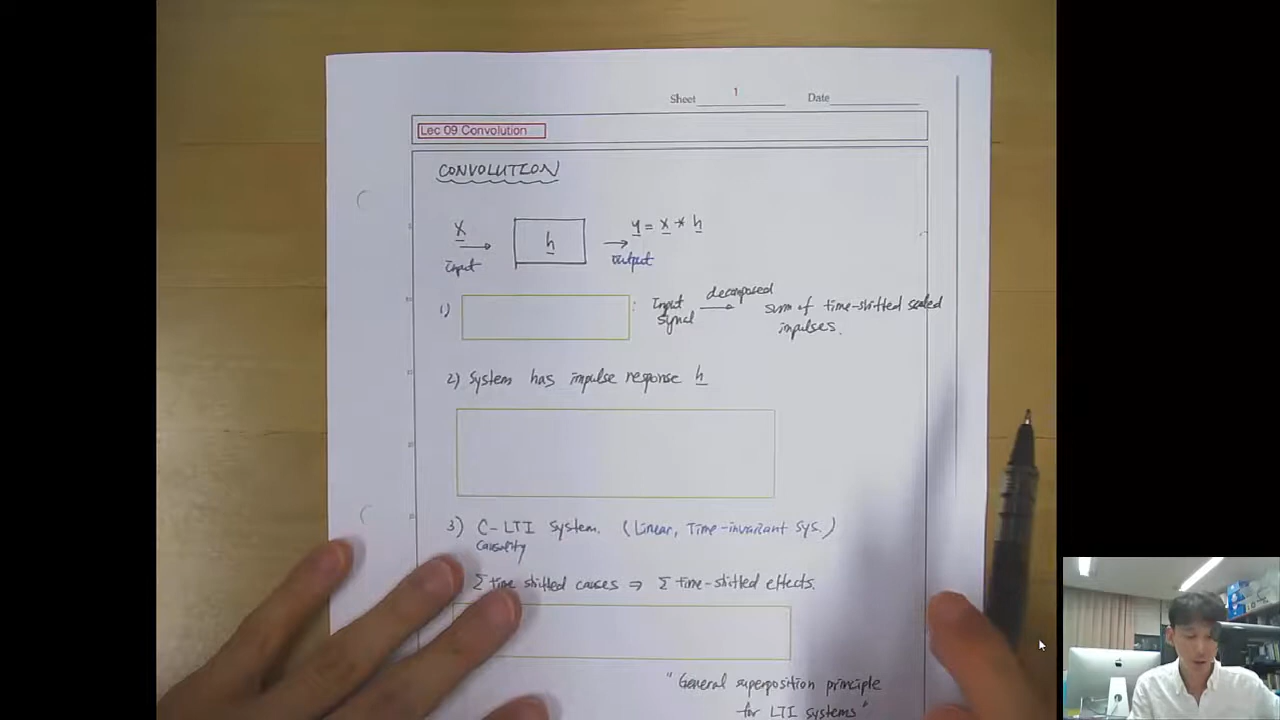 Sheet 1 Date
Lec 09 Convolution
CONVOLUTION
x
h
y = x * h
Input
output
1)
: Input signal decomposed → sum of time-shifted scaled
impulses.
2) System has impulse response h
3) C-LTI System. (Linear, Time-invariant Sys.)
Causality
Σ time shifted causes ⇒ Σ time-shifted effects.
"General superposition principle
for LTI systems"